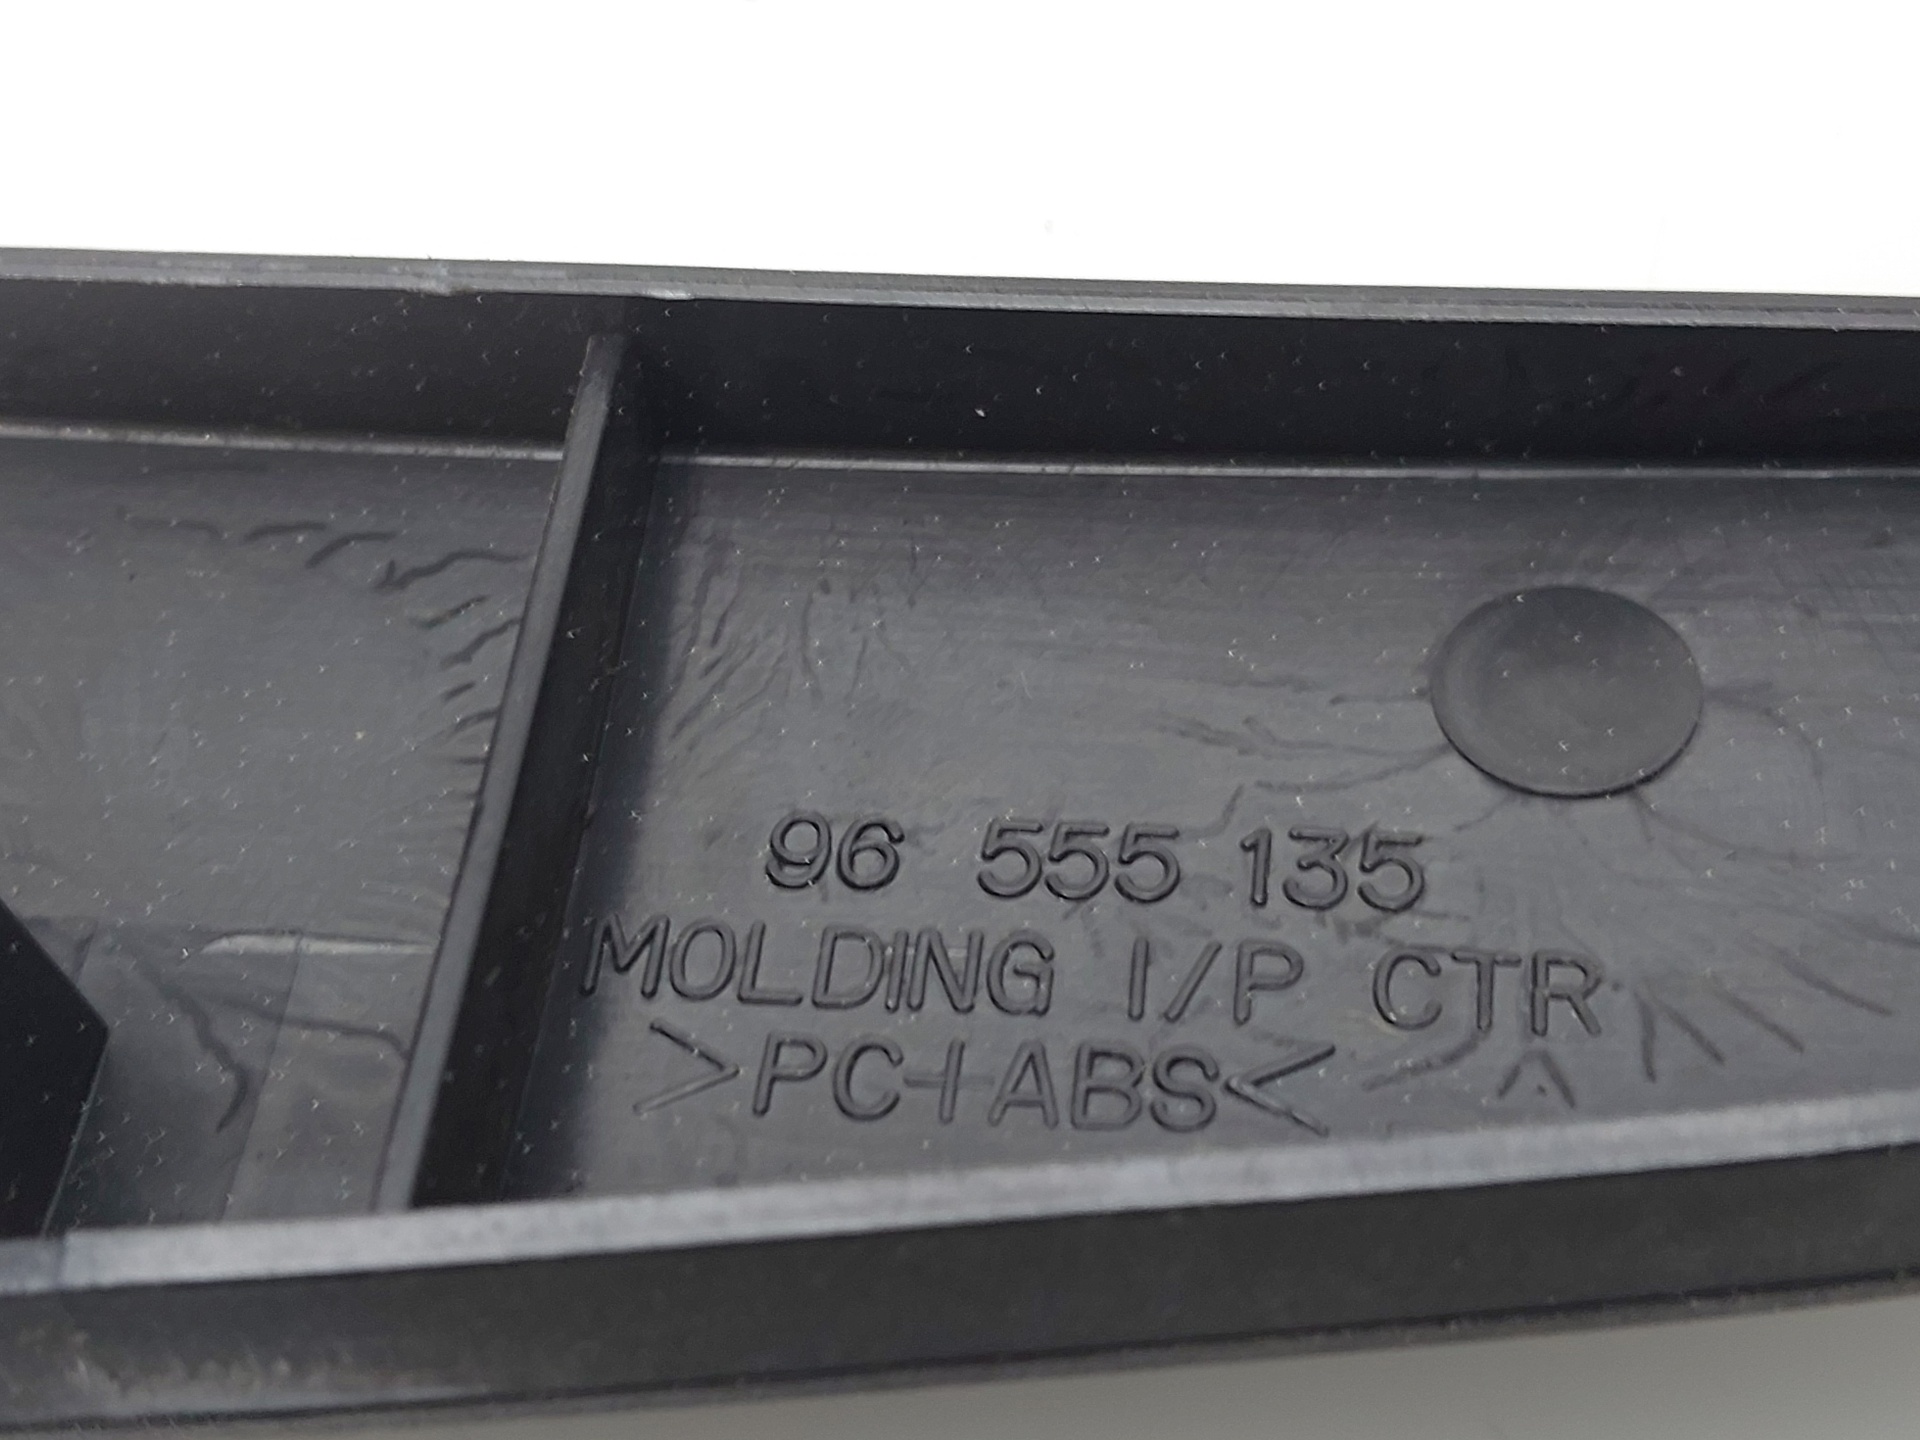 96 555 135
MOLDING I/P CTR
>PC+ABS<